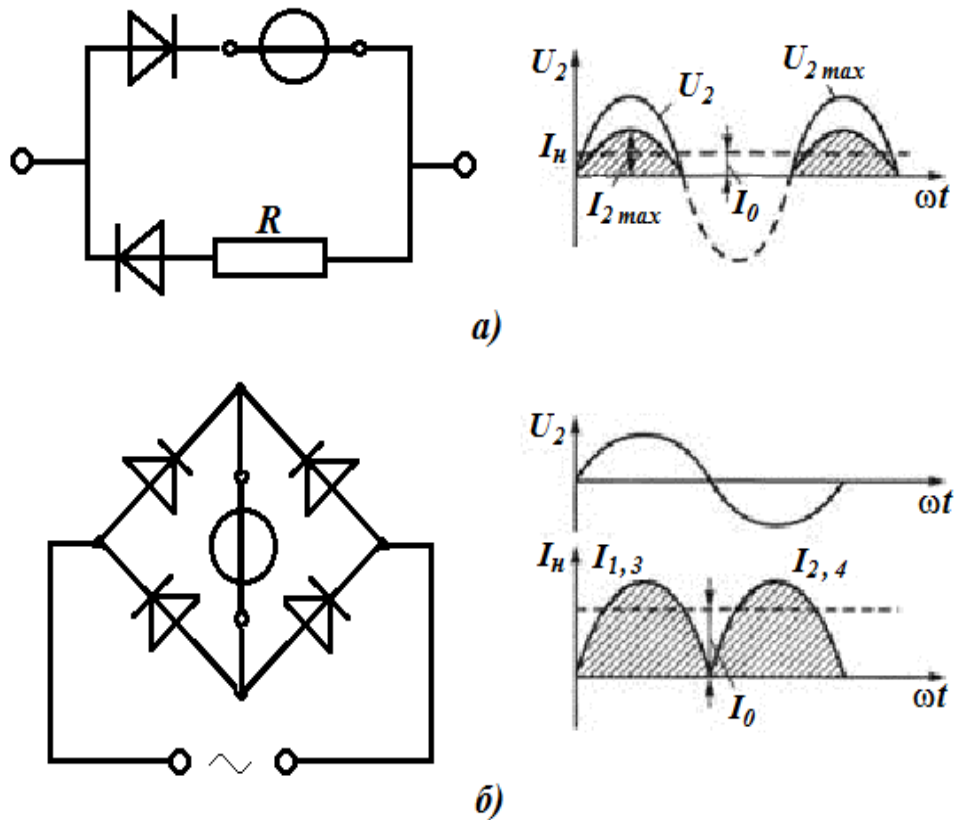 U₂
U₂ max
U₂
Iн
R
I₂ max
I₀
ωt
а)
U₂
ωt
Iн
I₁, ₃
I₂, ₄
I₀
ωt
~
б)